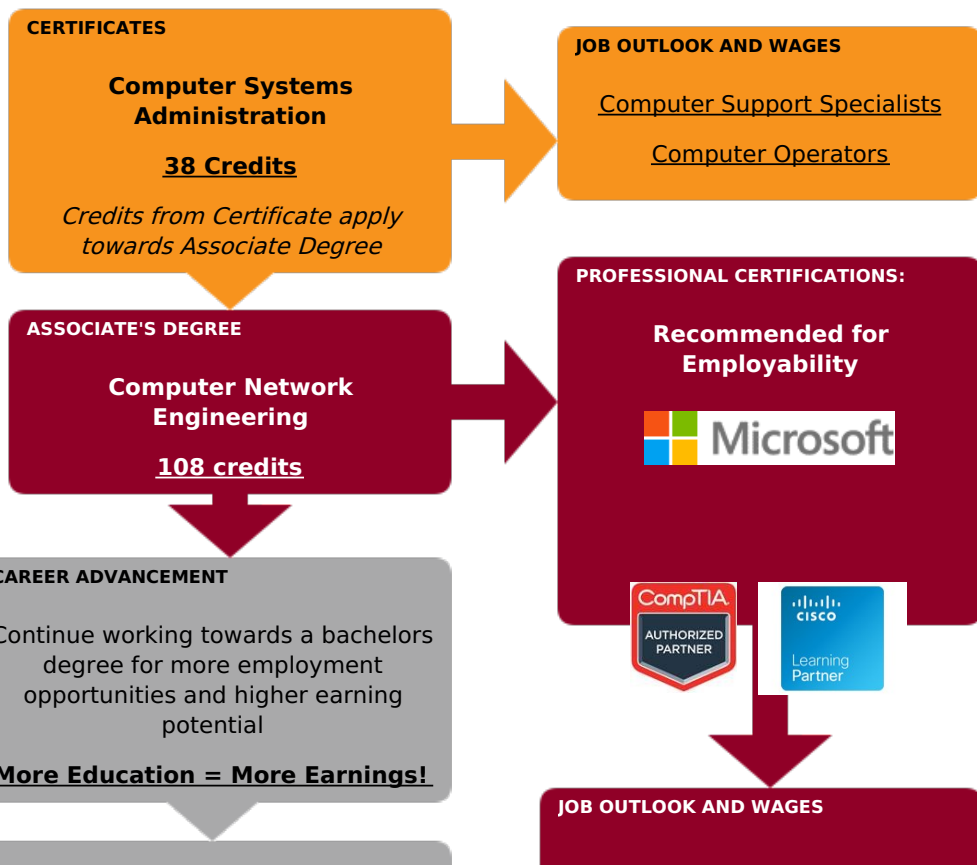 CERTIFICATES
Computer Systems
Administration
38 Credits
Credits from Certificate apply
towards Associate Degree
JOB OUTLOOK AND WAGES
Computer Support Specialists
Computer Operators
ASSOCIATE'S DEGREE
Computer Network
Engineering
108 credits
PROFESSIONAL CERTIFICATIONS:
Recommended for
Employability
Microsoft
CompTIA
AUTHORIZED
PARTNER
CISCO
Learning
Partner
CAREER ADVANCEMENT
Continue working towards a bachelors
degree for more employment
opportunities and higher earning
potential
More Education = More Earnings!
JOB OUTLOOK AND WAGES